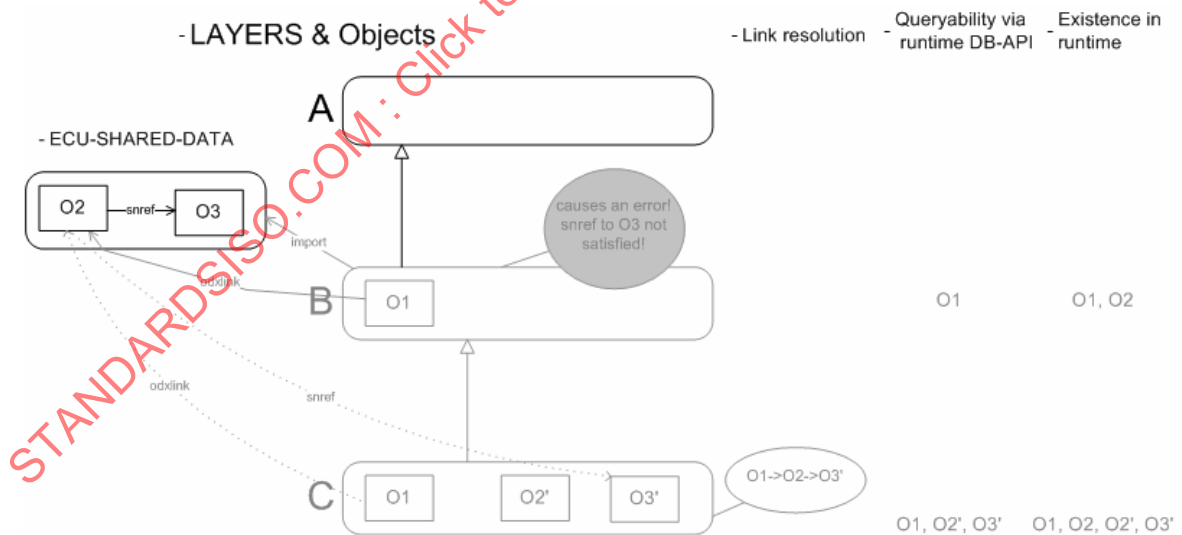 - LAYERS & Objects
- Link resolution
- Queryability via
runtime DB-API
- Existence in
runtime
A
- ECU-SHARED-DATA
O2
snref
O3
causes an error!
snref to O3 not
satisfied!
import
odxlink
B
O1
O1
O1, O2
odxlink
snref
C
O1
O2'
O3'
O1->O2->O3'
O1, O2', O3'
O1, O2, O2', O3'
STANDARDSISO.COM : Click to